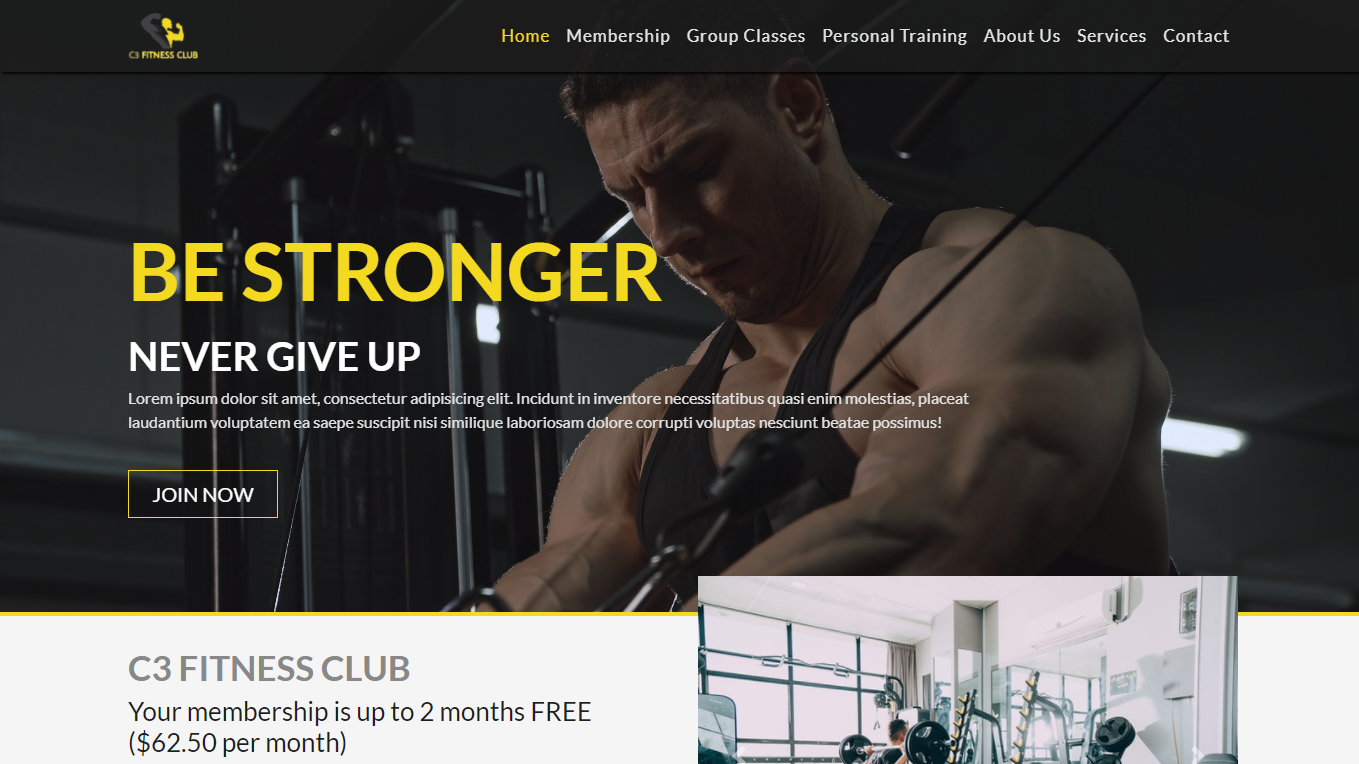 C3 FITNESS CLUB
Home Membership Group Classes Personal Training About Us Services Contact
BE STRONGER
NEVER GIVE UP
Lorem ipsum dolor sit amet, consectetur adipisicing elit. Incidunt in inventore necessitatibus quasi enim molestias, placeat
laudantium voluptatem ea saepe suscipit nisi similique laboriosam dolore corrupti voluptas nesciunt beatae possimus!
JOIN NOW
C3 FITNESS CLUB
Your membership is up to 2 months FREE
($62.50 per month)